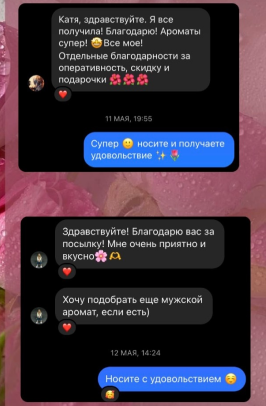 Катя, здравствуйте. Я все
получила! Благодарю! Ароматы
супер! 🤩Все мое!
Отдельные благодарности за
оперативность, скидку и
подарочки 🌺🌺🌺
11 МАЯ, 19:55
Супер 🙂 носите и получаете
удовольствие ✨🌷
Здравствуйте! Благодарю вас за
посылку! Мне очень приятно и
вкусно🌸🫶
Хочу подобрать еще мужской
аромат, если есть)
12 МАЯ, 14:24
Носите с удовольствием ☺️